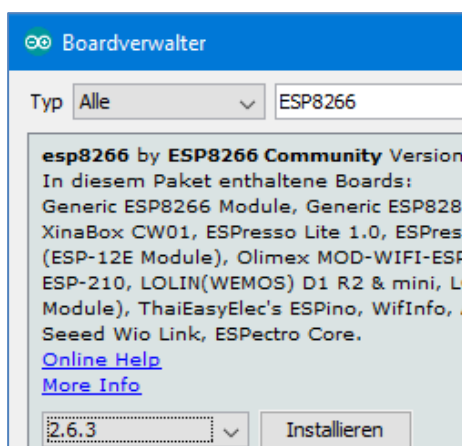 Boardverwalter
Typ Alle ESP8266
esp8266 by ESP8266 Community Version
In diesem Paket enthaltene Boards:
Generic ESP8266 Module, Generic ESP828
XinaBox CW01, ESPresso Lite 1.0, ESPres
(ESP-12E Module), Olimex MOD-WIFI-ESP
ESP-210, LOLIN(WEMOS) D1 R2 & mini, L
Module), ThaiEasyElec's ESPino, WifInfo,
Seeed Wio Link, ESPectro Core.
Online Help
More Info
2.6.3 Installieren